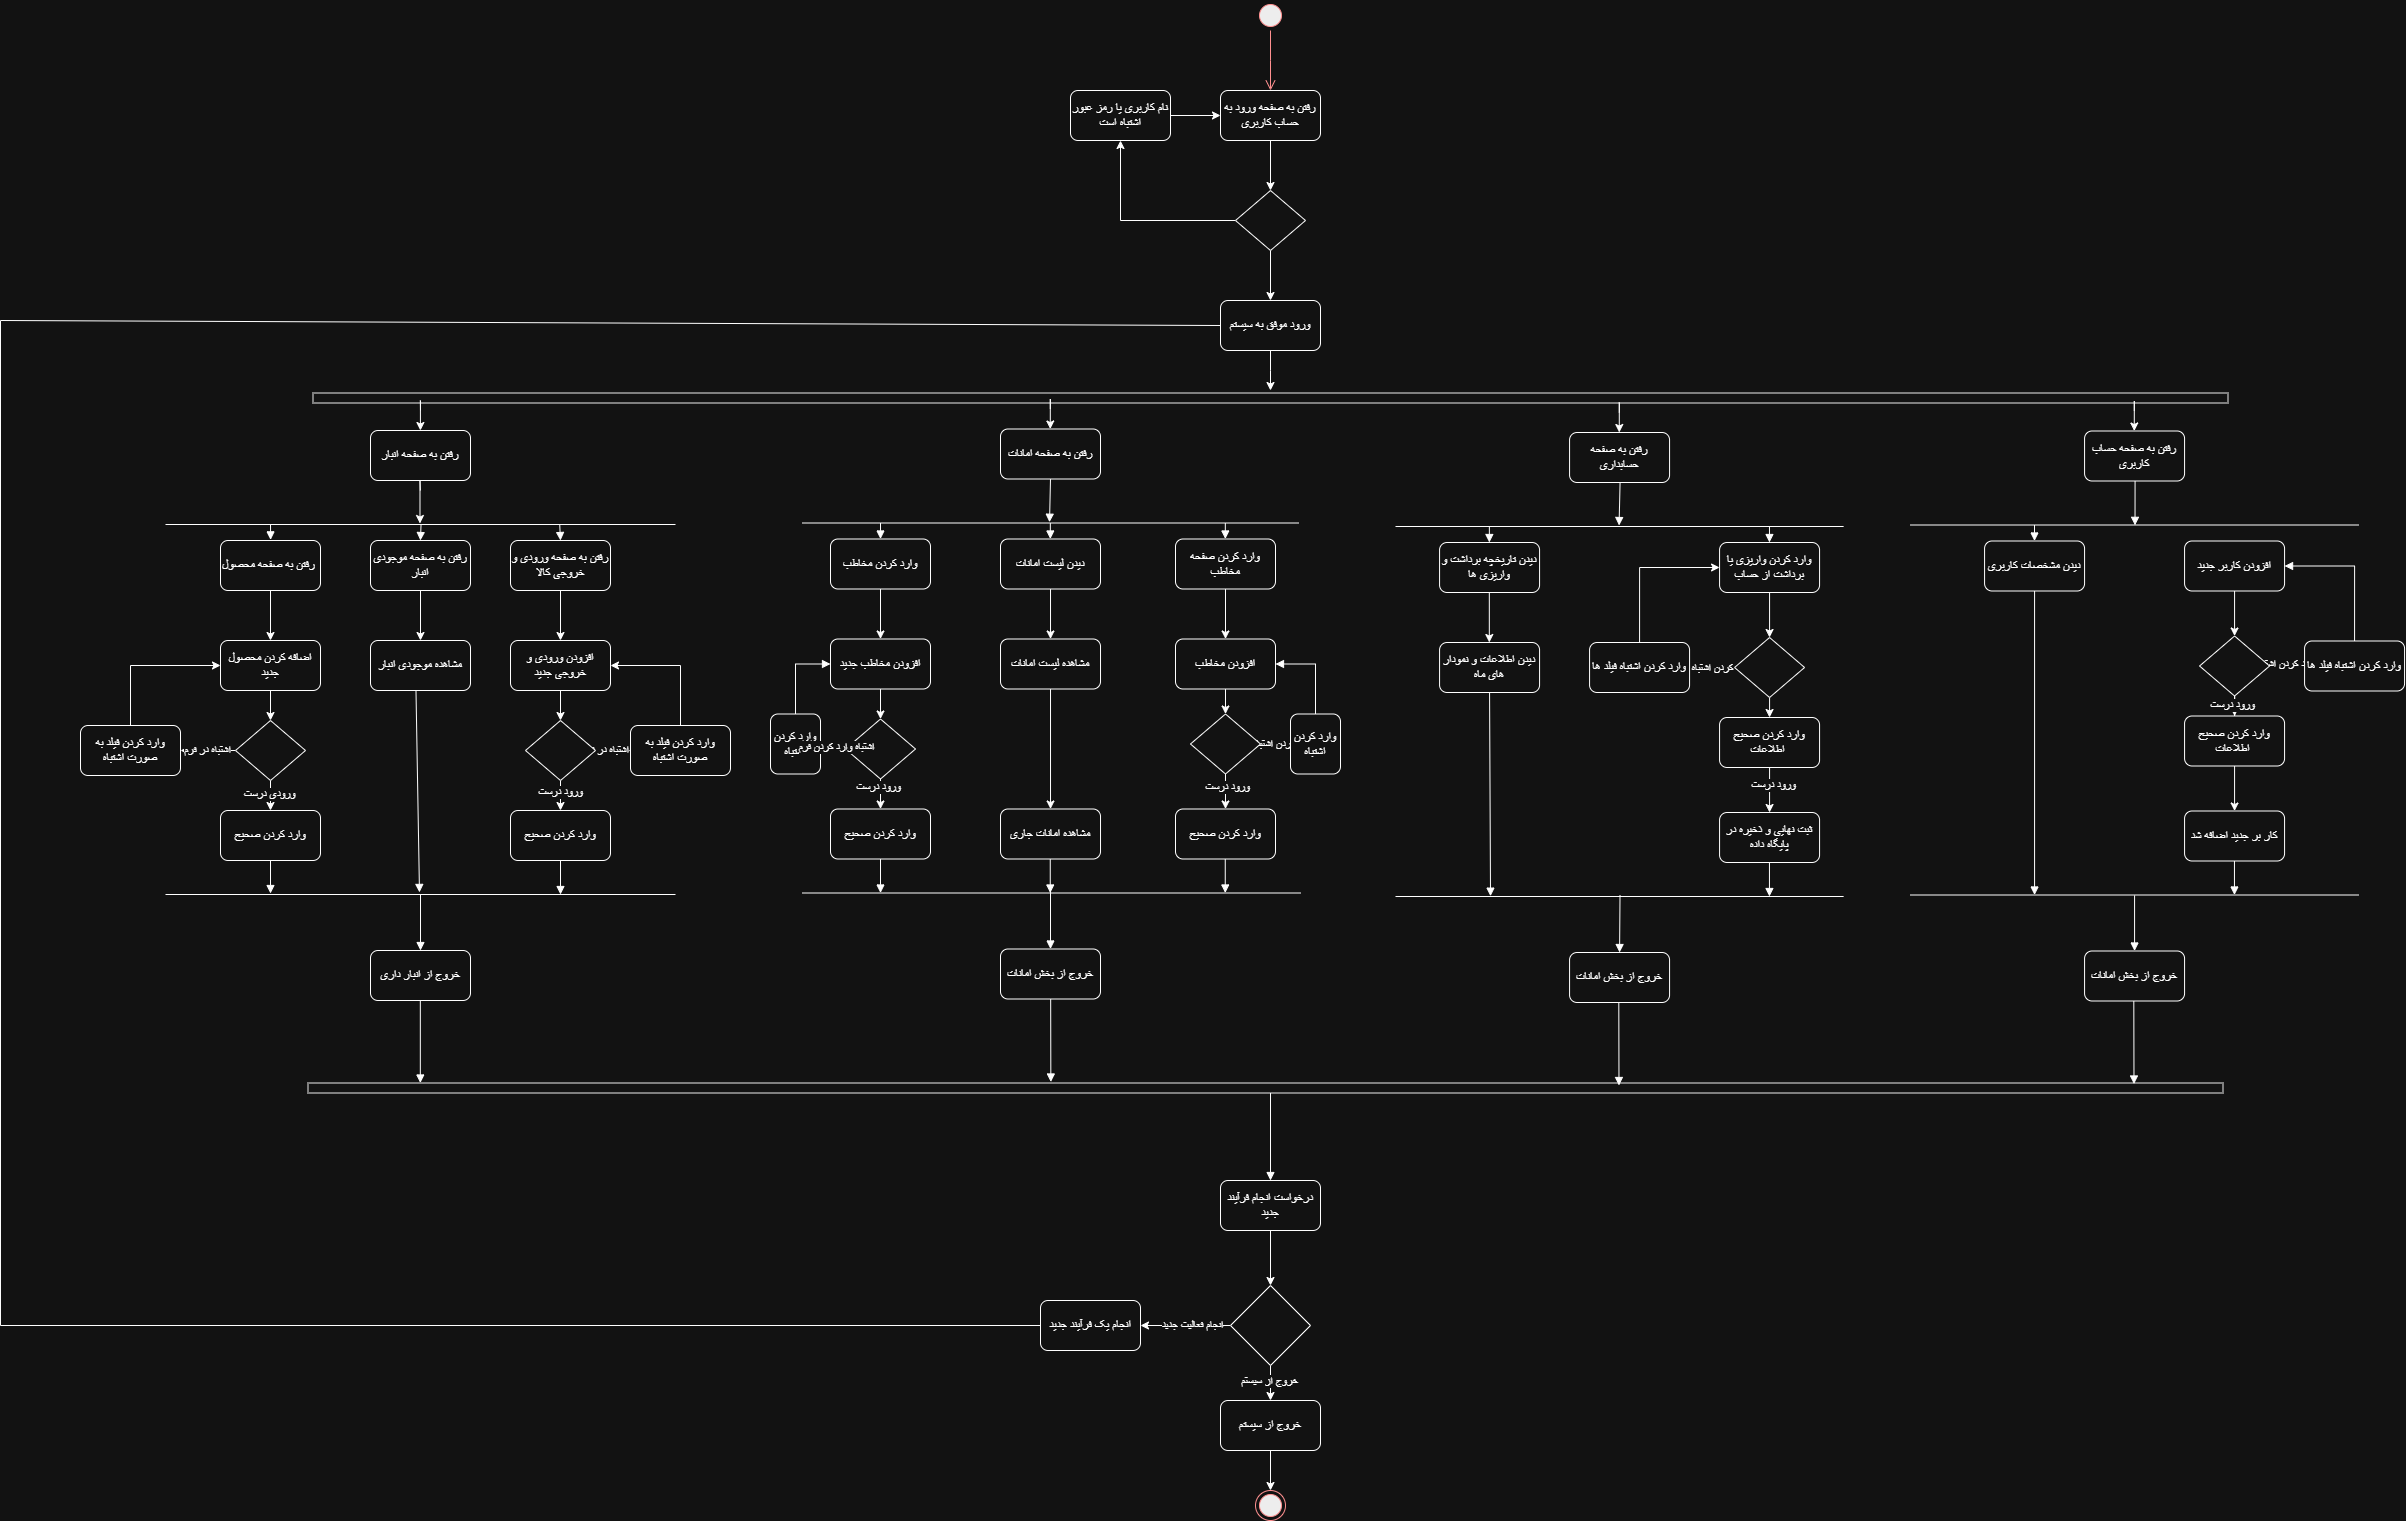 رفتن به صفحه ورود به
حساب کاربری
نام کاربری یا رمز عبور
اشتباه است
ورود موفق به سیستم
رفتن به صفحه انبار
رفتن به صفحه امانات
رفتن به صفحه
حسابداری
رفتن به صفحه حساب
کاربری
رفتن به صفحه محصول
رفتن به صفحه موجودی
انبار
رفتن به صفحه ورودی و
خروجی کالا
وارد کردن مخاطب
دیدن لیست امانات
وارد کردن صفحه
مخاطب
دیدن تاریخچه برداشت و
واریزی ها
وارد کردن واریزی یا
برداشت از حساب
دیدن مشخصات کاربری
افزودن کاربر جدید
اضافه کردن محصول
جدید
مشاهده موجودی انبار
افزودن ورودی و
خروجی جدید
افزودن مخاطب جدید
مشاهده لیست امانات
افزودن مخاطب
دیدن اطلاعات و نمودار
های ماه
وارد کردن اشتباه فیلد ها
کردن اشتباه
وارد کردن اشتباه فیلد ها
ورود درست
وارد کردن فیلد به
صورت اشتباه
اشتباه در فرم
اشتباه در
وارد کردن فیلد به
صورت اشتباه
وارد کردن
اشتباه وارد کردن فرم
وارد کردن
اشتباه
وارد کردن صحیح
اطلاعات
وارد کردن صحیح
اطلاعات
ورودی درست
ورود درست
ورود درست
ورود درست
ورود درست
وارد کردن صحیح
وارد کردن صحیح
وارد کردن صحیح
مشاهده امانات جاری
وارد کردن صحیح
ثبت نهایی و ذخیره در
پایگاه داده
کار بر جدید اضافه شد
خروج از انبار داری
خروج از بخش امانات
خروج از بخش امانات
خروج از بخش امانات
درخواست انجام فرآیند
جدید
انجام فعالیت جدید
انجام یک فرآیند جدید
خروج از سیستم
خروج از سیستم